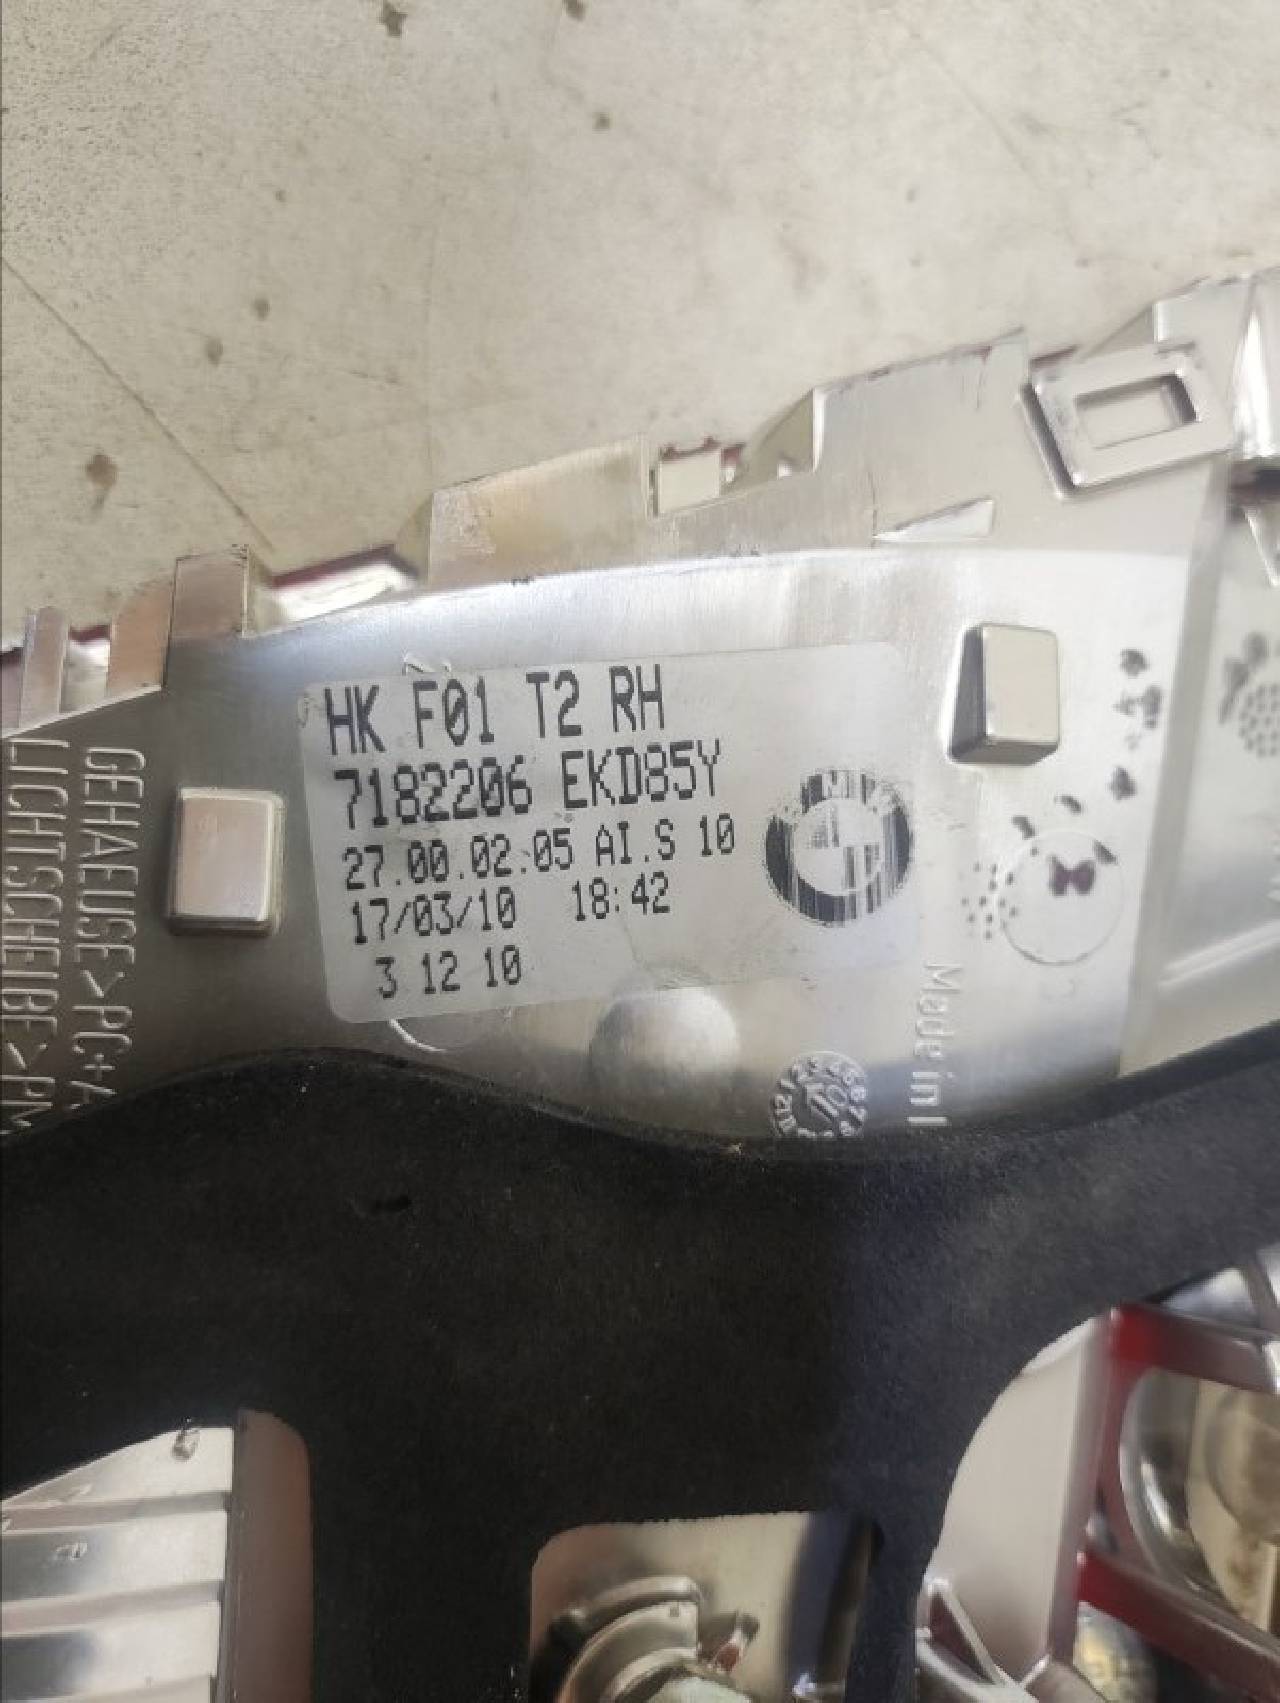 HK F01 T2 RH
7182206 EKD85Y
27.00.02.05 AI.S 10
17/03/10 18:42
3 12 10
GEHAEUSE>PC+A
LICHTSCHEIBE>PM
Made in I